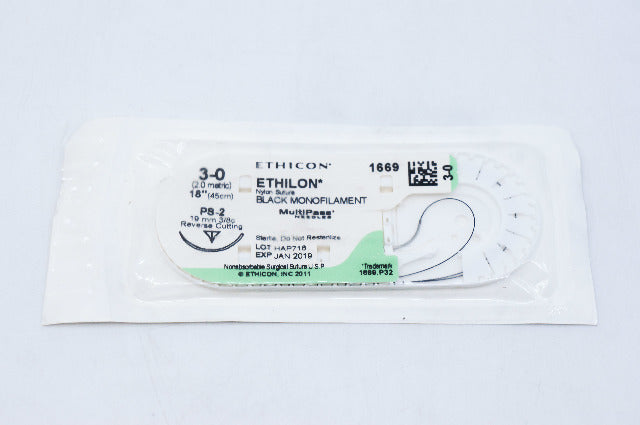 ETHICON*
1669
3-0
3-0
(2.0 metric)
18" (45cm)
ETHILON*
Nylon Suture
BLACK MONOFILAMENT
PS-2
19 mm 3/8c
Reverse Cutting
MultiPass*
NEEDLES
Sterile. Do Not Resterilize
LOT HAP718
EXP JAN 2019
Nonabsorbable Surgical Suture U.S.P.
© ETHICON, INC 2011
*Trademark
1669.P32